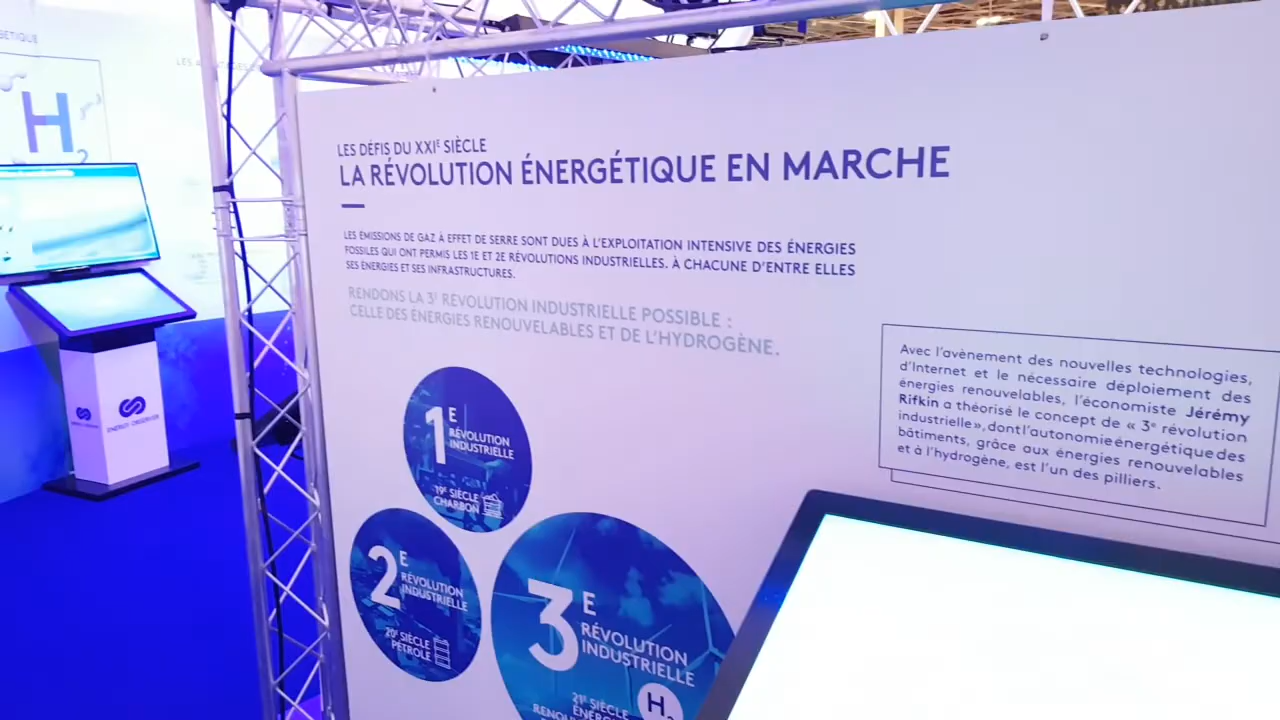 LES DÉFIS DU XXIE SIÈCLE
LA RÉVOLUTION ÉNERGÉTIQUE EN MARCHE
LES ÉMISSIONS DE GAZ À EFFET DE SERRE SONT DUES À L'EXPLOITATION INTENSIVE DES ÉNERGIES
FOSSILES QUI ONT PERMIS LES 1E ET 2E RÉVOLUTIONS INDUSTRIELLES. À CHACUNE D'ENTRE ELLES
SES ÉNERGIES ET SES INFRASTRUCTURES.
RENDONS LA 3E RÉVOLUTION INDUSTRIELLE POSSIBLE :
CELLE DES ÉNERGIES RENOUVELABLES ET DE L'HYDROGÈNE.
Avec l'avènement des nouvelles technologies,
d'Internet et le nécessaire déploiement des
énergies renouvelables, l'économiste Jérémy
Rifkin a théorisé le concept de « 3e révolution
industrielle», dont l'autonomie énergétique des
bâtiments, grâce aux énergies renouvelables
et à l'hydrogène, est l'un des pilliers.
1E
RÉVOLUTION
INDUSTRIELLE
19E SIÈCLE
CHARBON
2E
RÉVOLUTION
INDUSTRIELLE
20E SIÈCLE
PÉTROLE
3E
RÉVOLUTION
INDUSTRIELLE
21E SIÈCLE
H2
H2
ENERGY OBSERVER